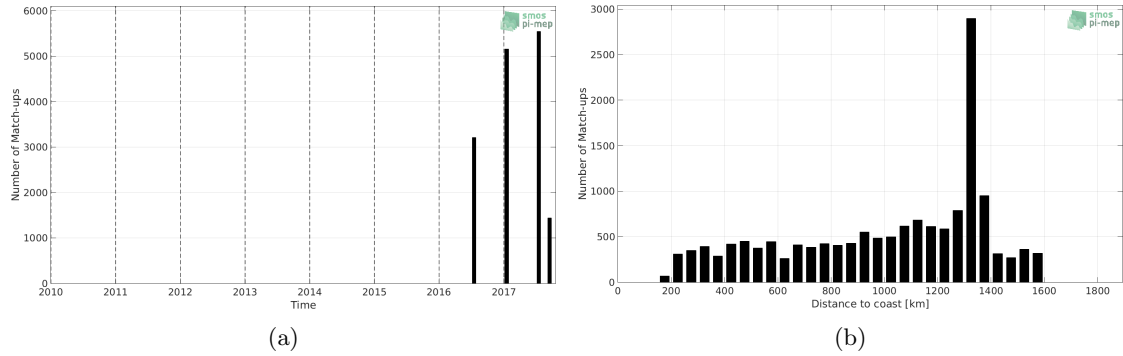 smos
pi-mep
6000
5000
4000
3000
2000
1000
0
Number of Match-ups
2010 2011 2012 2013 2014 2015 2016 2017
Time
(a)
smos
pi-mep
3000
2500
2000
1500
1000
500
0
Number of Match-ups
0 200 400 600 800 1000 1200 1400 1600 1800
Distance to coast [km]
(b)